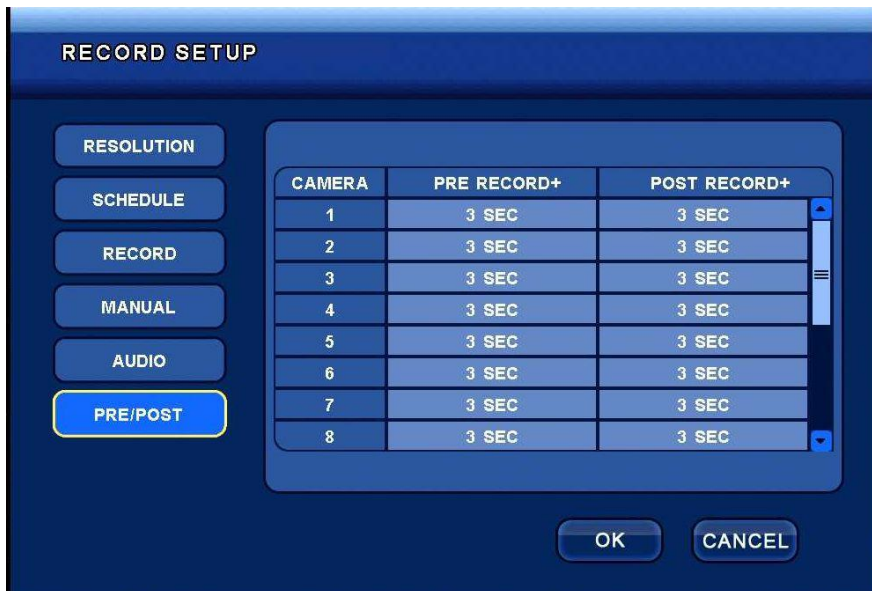 RECORD SETUP
RESOLUTION
SCHEDULE
RECORD
MANUAL
AUDIO
PRE/POST
CAMERA PRE RECORD+ POST RECORD+
1 3 SEC 3 SEC
2 3 SEC 3 SEC
3 3 SEC 3 SEC
4 3 SEC 3 SEC
5 3 SEC 3 SEC
6 3 SEC 3 SEC
7 3 SEC 3 SEC
8 3 SEC 3 SEC
OK CANCEL